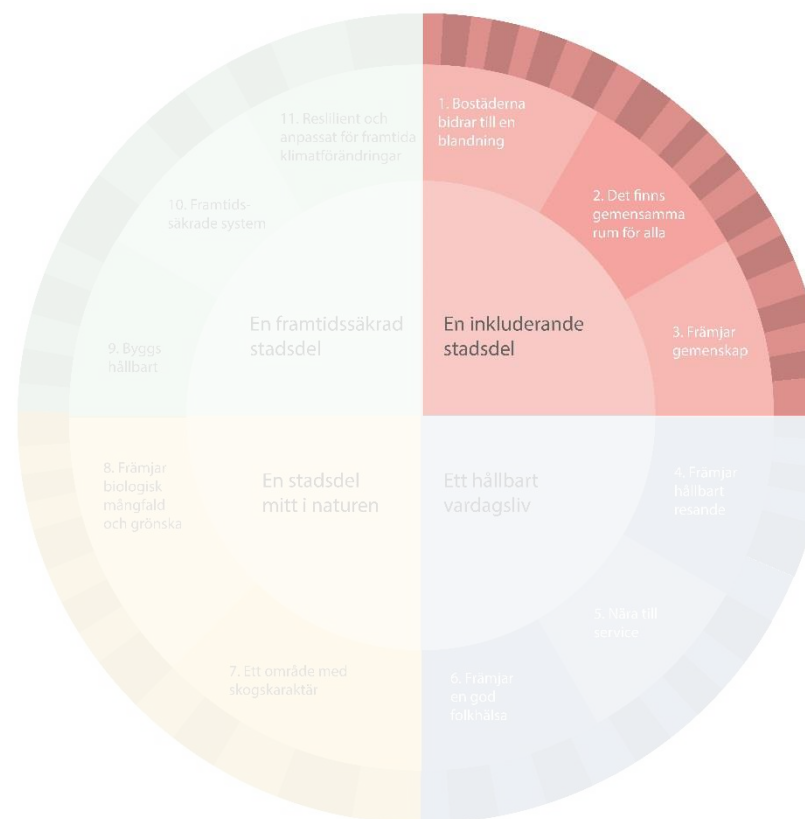 1. Bostäderna
bidrar till en
blandning
2. Det finns
gemensamma
rum för alla
3. Främjar
gemenskap
En inkluderande
stadsdel
4. Främjar
hållbart
resande
5. Nära till
service
6. Främjar
en god
folkhälsa
Ett hållbart
vardagsliv
7. Ett område med
skogskaraktär
8. Främjar
biologisk
mångfald
och grönska
En stadsdel
mitt i naturen
9. Byggs
hållbart
10. Framtids-
säkrade system
11. Reslilient och
anpassat för framtida
klimatförändringar
En framtidssäkrad
stadsdel